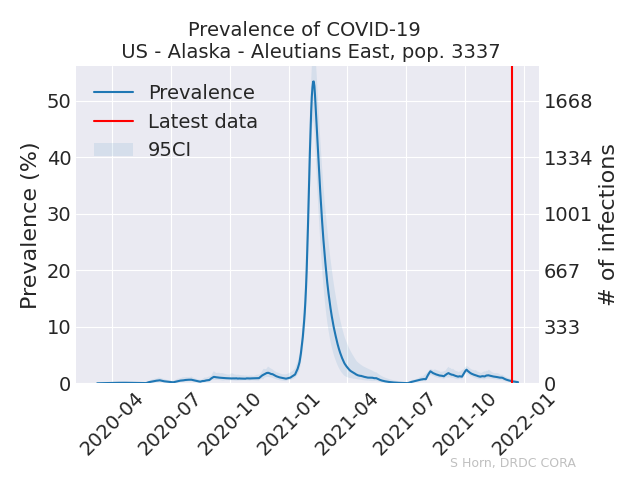 Prevalence of COVID-19
US - Alaska - Aleutians East, pop. 3337
Prevalence
Latest data
95CI
Prevalence (%)
50
40
30
20
10
0
1668
1334
1001
667
333
0
# of infections
2020-04
2020-07
2020-10
2021-01
2021-04
2021-07
2021-10
2022-01
S Horn, DRDC CORA